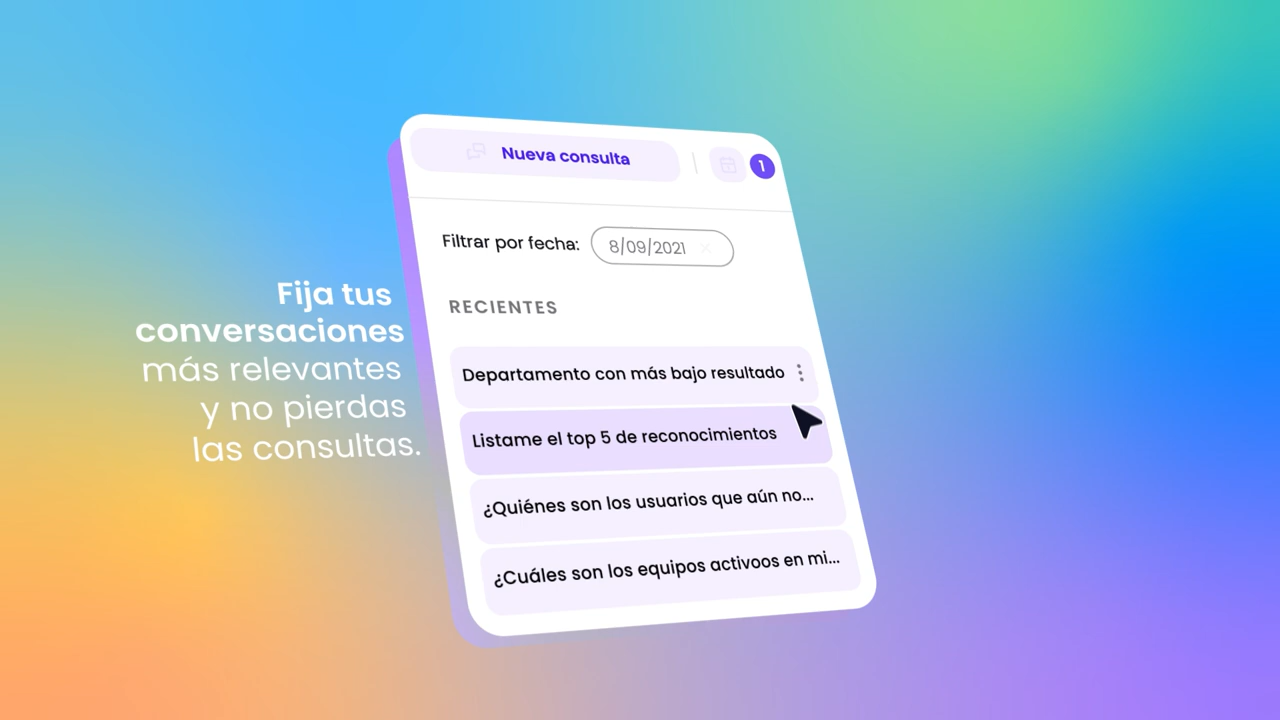 Fija tus
conversaciones
más relevantes
y no pierdas
las consultas.
Nueva consulta
1
Filtrar por fecha: 8/09/2021
RECIENTES
Departamento con más bajo resultado
Listame el top 5 de reconocimientos
¿Quiénes son los usuarios que aún no...
¿Cuáles son los equipos activoos en mi...